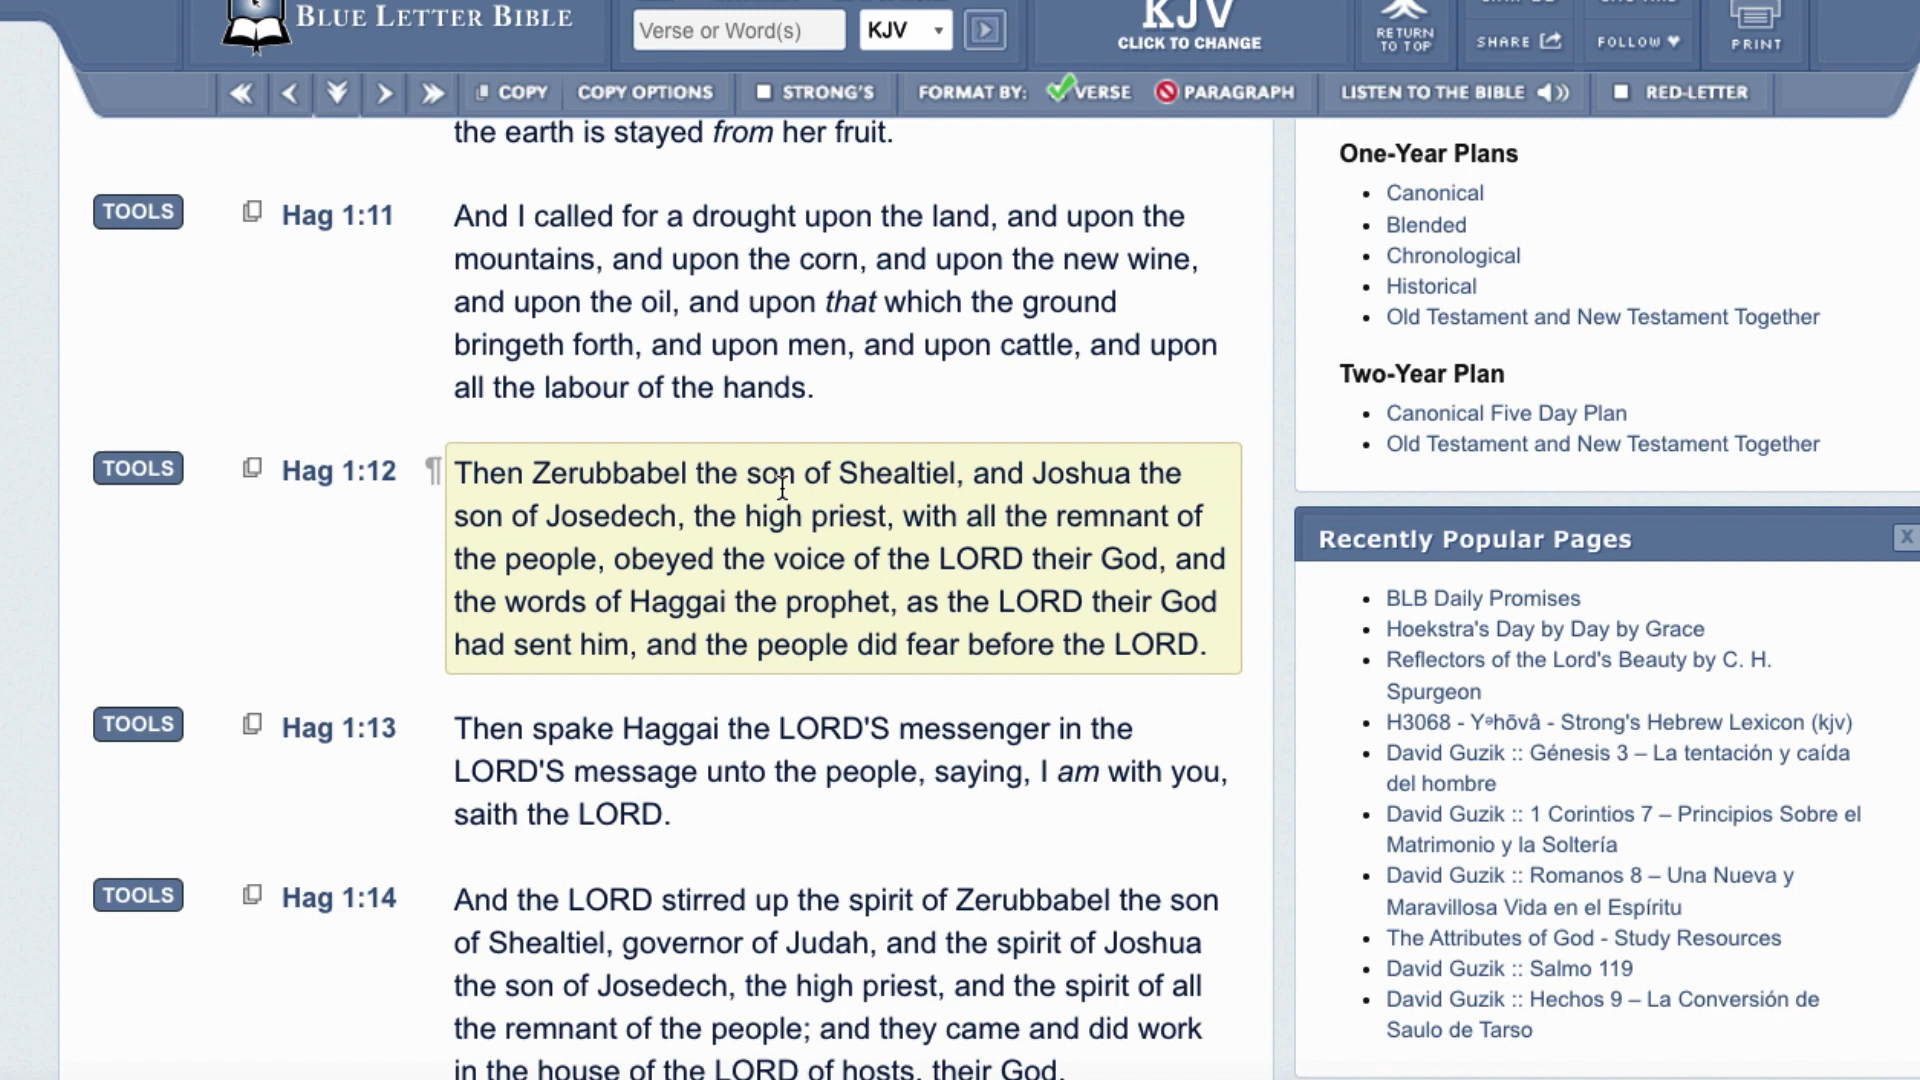 BLUE LETTER BIBLE
Verse or Word(s)
KJV
KJV
CLICK TO CHANGE
RETURN
TO TOP
SHARE
FOLLOW
PRINT
COPY
COPY OPTIONS
STRONG'S
FORMAT BY:
VERSE
PARAGRAPH
LISTEN TO THE BIBLE
RED-LETTER
the earth is stayed from her fruit.
TOOLS
Hag 1:11
And I called for a drought upon the land, and upon the
mountains, and upon the corn, and upon the new wine,
and upon the oil, and upon that which the ground
bringeth forth, and upon men, and upon cattle, and upon
all the labour of the hands.
TOOLS
Hag 1:12
¶
Then Zerubbabel the son of Shealtiel, and Joshua the
son of Josedech, the high priest, with all the remnant of
the people, obeyed the voice of the LORD their God, and
the words of Haggai the prophet, as the LORD their God
had sent him, and the people did fear before the LORD.
TOOLS
Hag 1:13
Then spake Haggai the LORD'S messenger in the
LORD'S message unto the people, saying, I am with you,
saith the LORD.
TOOLS
Hag 1:14
And the LORD stirred up the spirit of Zerubbabel the son
of Shealtiel, governor of Judah, and the spirit of Joshua
the son of Josedech, the high priest, and the spirit of all
the remnant of the people; and they came and did work
in the house of the LORD of hosts, their God.
One-Year Plans
Canonical
Blended
Chronological
Historical
Old Testament and New Testament Together
Two-Year Plan
Canonical Five Day Plan
Old Testament and New Testament Together
Recently Popular Pages
X
BLB Daily Promises
Hoekstra's Day by Day by Grace
Reflectors of the Lord's Beauty by C. H.
Spurgeon
H3068 - Yᵊhōvâ - Strong's Hebrew Lexicon (kjv)
David Guzik :: Génesis 3 – La tentación y caída
del hombre
David Guzik :: 1 Corintios 7 – Principios Sobre el
Matrimonio y la Soltería
David Guzik :: Romanos 8 – Una Nueva y
Maravillosa Vida en el Espíritu
The Attributes of God - Study Resources
David Guzik :: Salmo 119
David Guzik :: Hechos 9 – La Conversión de
Saulo de Tarso